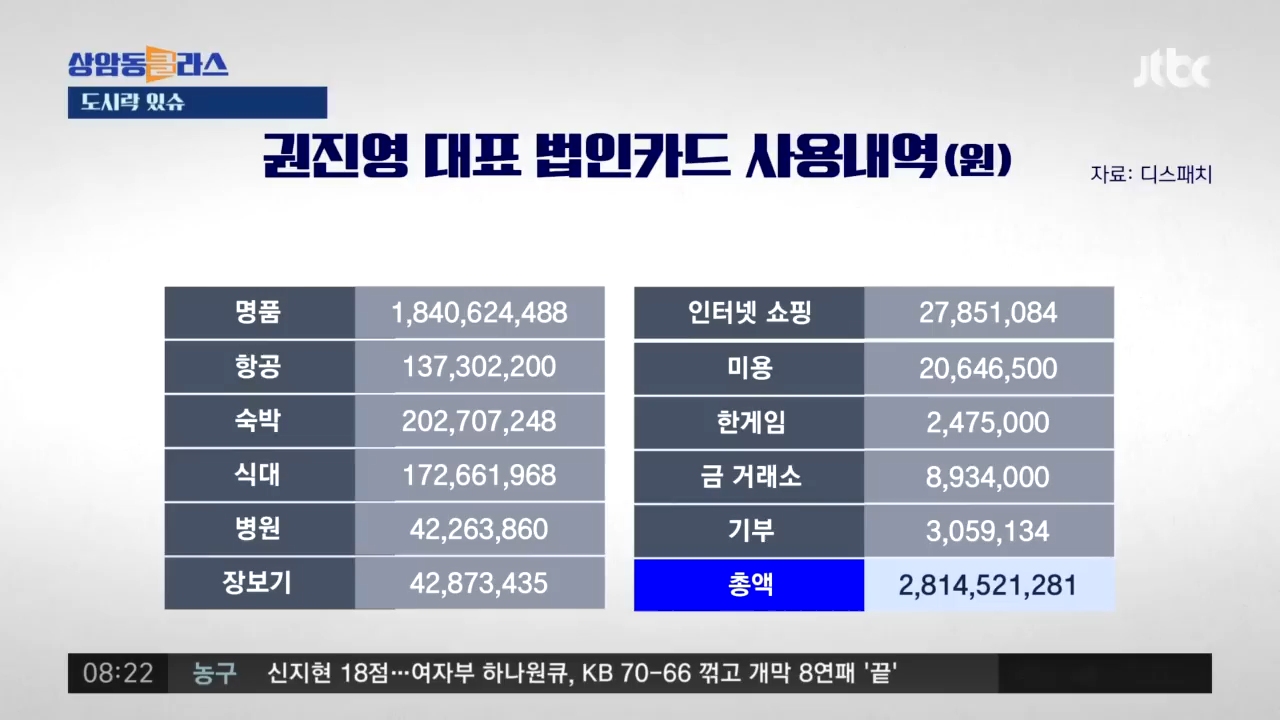 상암동클라스
jtbc
도시락 있슈
권진영 대표 법인카드 사용내역(원)
자료: 디스패치
명품 1,840,624,488
항공 137,302,200
숙박 202,707,248
식대 172,661,968
병원 42,263,860
장보기 42,873,435
인터넷 쇼핑 27,851,084
미용 20,646,500
한게임 2,475,000
금 거래소 8,934,000
기부 3,059,134
총액 2,814,521,281
08:22 농구 신지현 18점…여자부 하나원큐, KB 70-66 꺾고 개막 8연패 '끝'